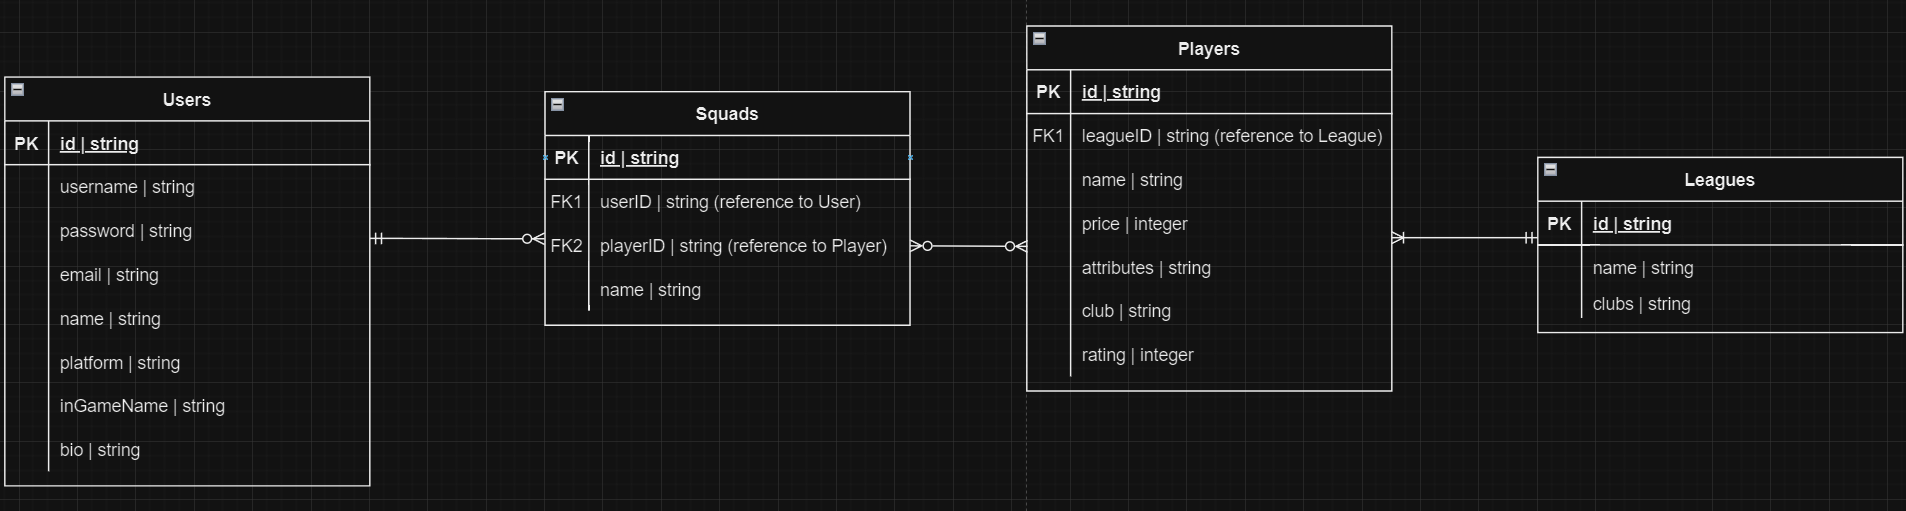 Users
PK id | string
username | string
password | string
email | string
name | string
platform | string
inGameName | string
bio | string
Squads
PK id | string
FK1 userID | string (reference to User)
FK2 playerID | string (reference to Player)
name | string
Players
PK id | string
FK1 leagueID | string (reference to League)
name | string
price | integer
attributes | string
club | string
rating | integer
Leagues
PK id | string
name | string
clubs | string